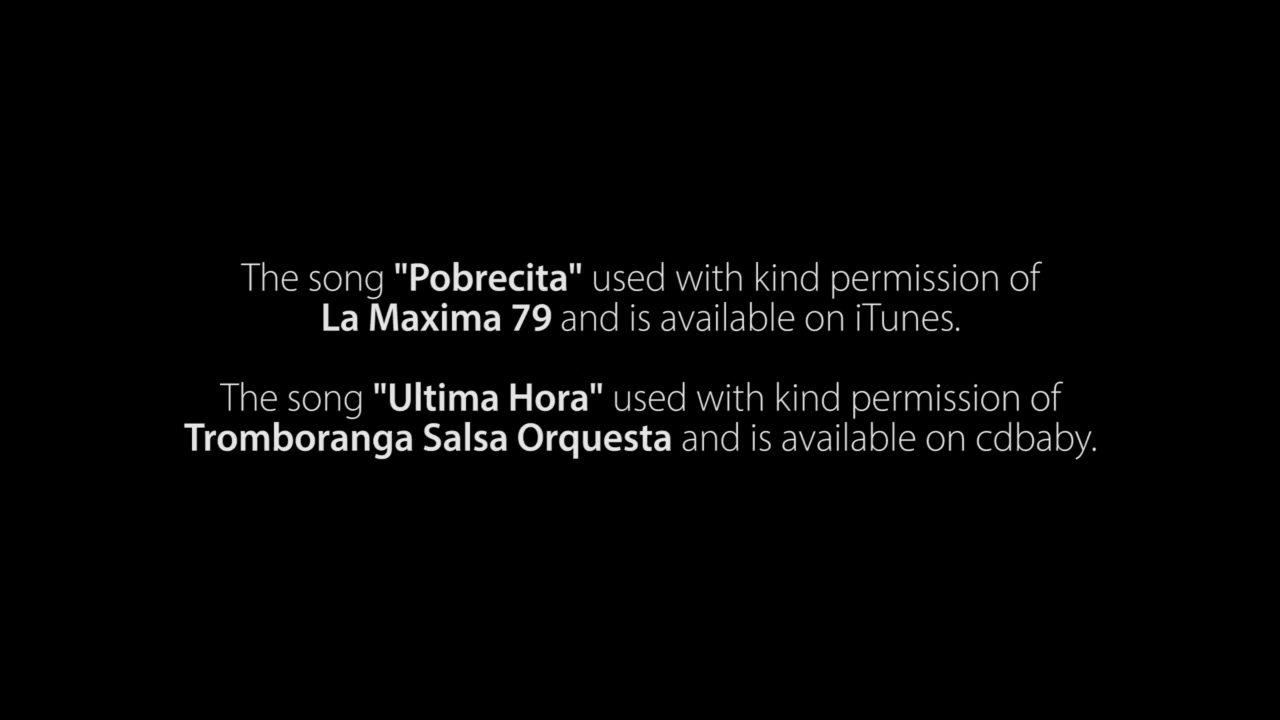 The song "Pobrecita" used with kind permission of
La Maxima 79 and is available on iTunes.
The song "Ultima Hora" used with kind permission of
Tromboranga Salsa Orquesta and is available on cdbaby.